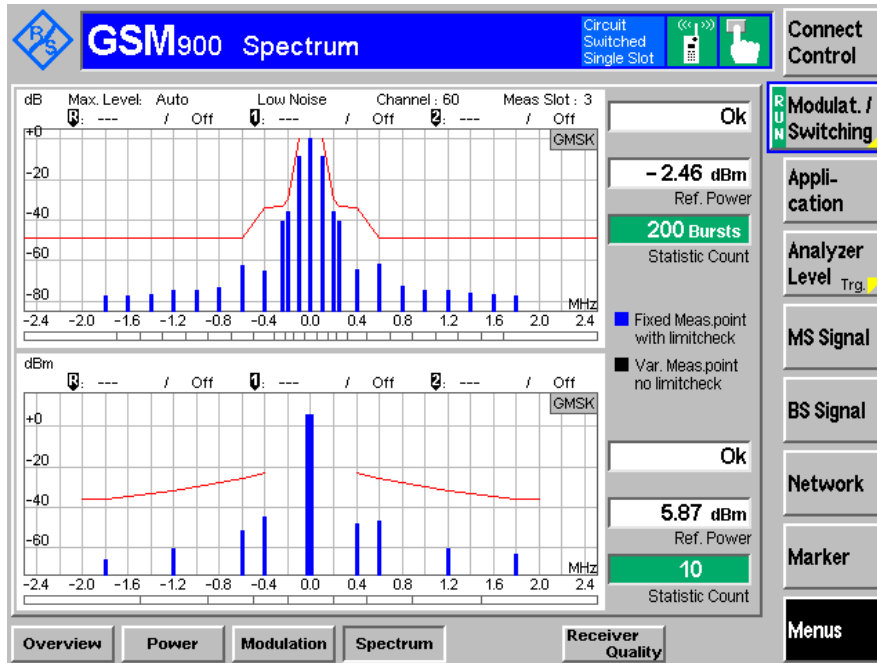 R&S
GSM900 Spectrum
Circuit
Switched
Single Slot
Connect
Control
dB Max. Level: Auto Low Noise Channel : 60 Meas Slot : 3
R: --- / Off 1: --- / Off 2: --- / Off
GMSK
+0
-20
-40
-60
-80
MHz
-2.4 -2.0 -1.6 -1.2 -0.8 -0.4 0.0 0.4 0.8 1.2 1.6 2.0 2.4
Ok
- 2.46 dBm
Ref. Power
200 Bursts
Statistic Count
Fixed Meas.point
with limitcheck
Var. Meas.point
no limitcheck
dBm
R: --- / Off 1: --- / Off 2: --- / Off
GMSK
+0
-20
-40
-60
MHz
-2.4 -2.0 -1.6 -1.2 -0.8 -0.4 0.0 0.4 0.8 1.2 1.6 2.0 2.4
Ok
5.87 dBm
Ref. Power
10
Statistic Count
RUN
Modulat. /
Switching
Appli-
cation
Analyzer
Level Trg.
MS Signal
BS Signal
Network
Marker
Menus
Overview Power Modulation Spectrum Receiver
Quality